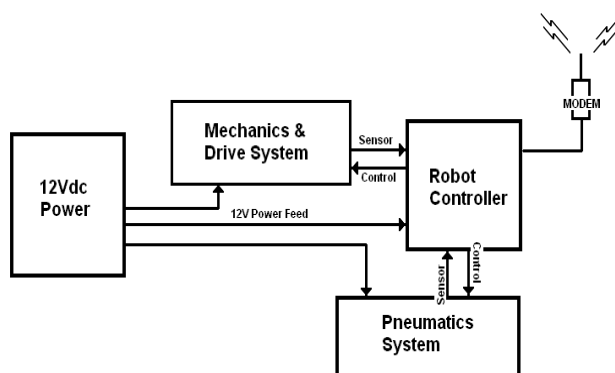 MODEM
Mechanics &
Drive System
Sensor
Control
12Vdc
Power
Robot
Controller
12V Power Feed
Sensor
Control
Pneumatics
System